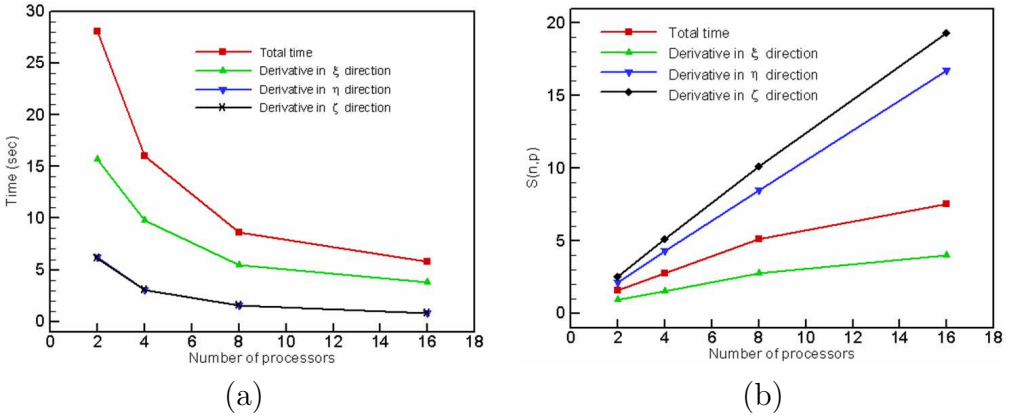 30
25
20
15
10
5
0
Time (sec)
Total time
Derivative in ξ direction
Derivative in η direction
Derivative in ζ direction
2 4 6 8 10 12 14 16 18
Number of processors
(a)
20
15
10
5
0
S(n,p)
Total time
Derivative in ξ direction
Derivative in η direction
Derivative in ζ direction
0 2 4 6 8 10 12 14 16 18
Number of processors
(b)